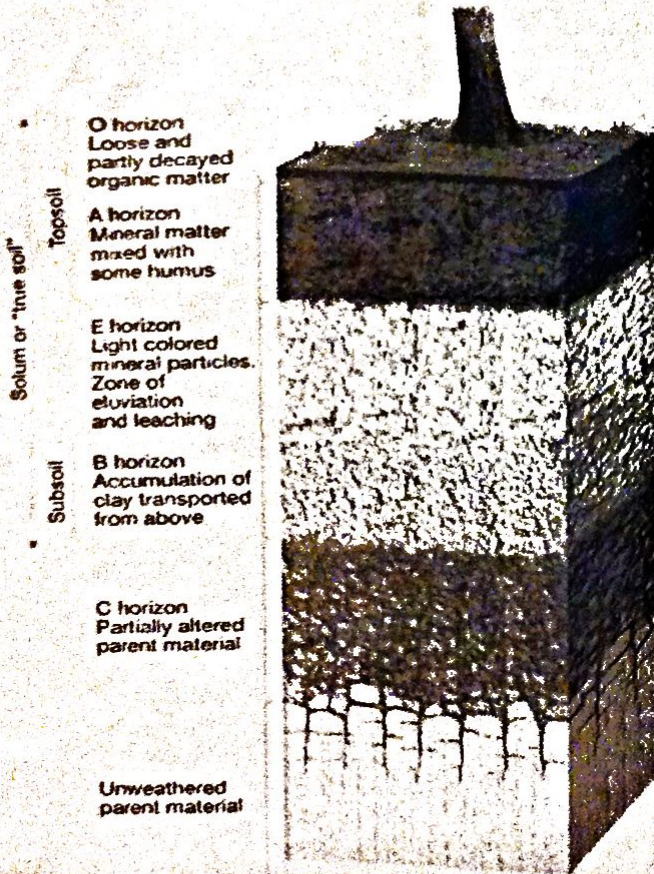 O horizon
Loose and
partly decayed
organic matter
Topsoil
A horizon
Mineral matter
mixed with
some humus
Solum or "true soil"
E horizon
Light colored
mineral particles.
Zone of
eluviation
and leaching
Subsoil
B horizon
Accumulation of
clay transported
from above
C horizon
Partially altered
parent material
Unweathered
parent material